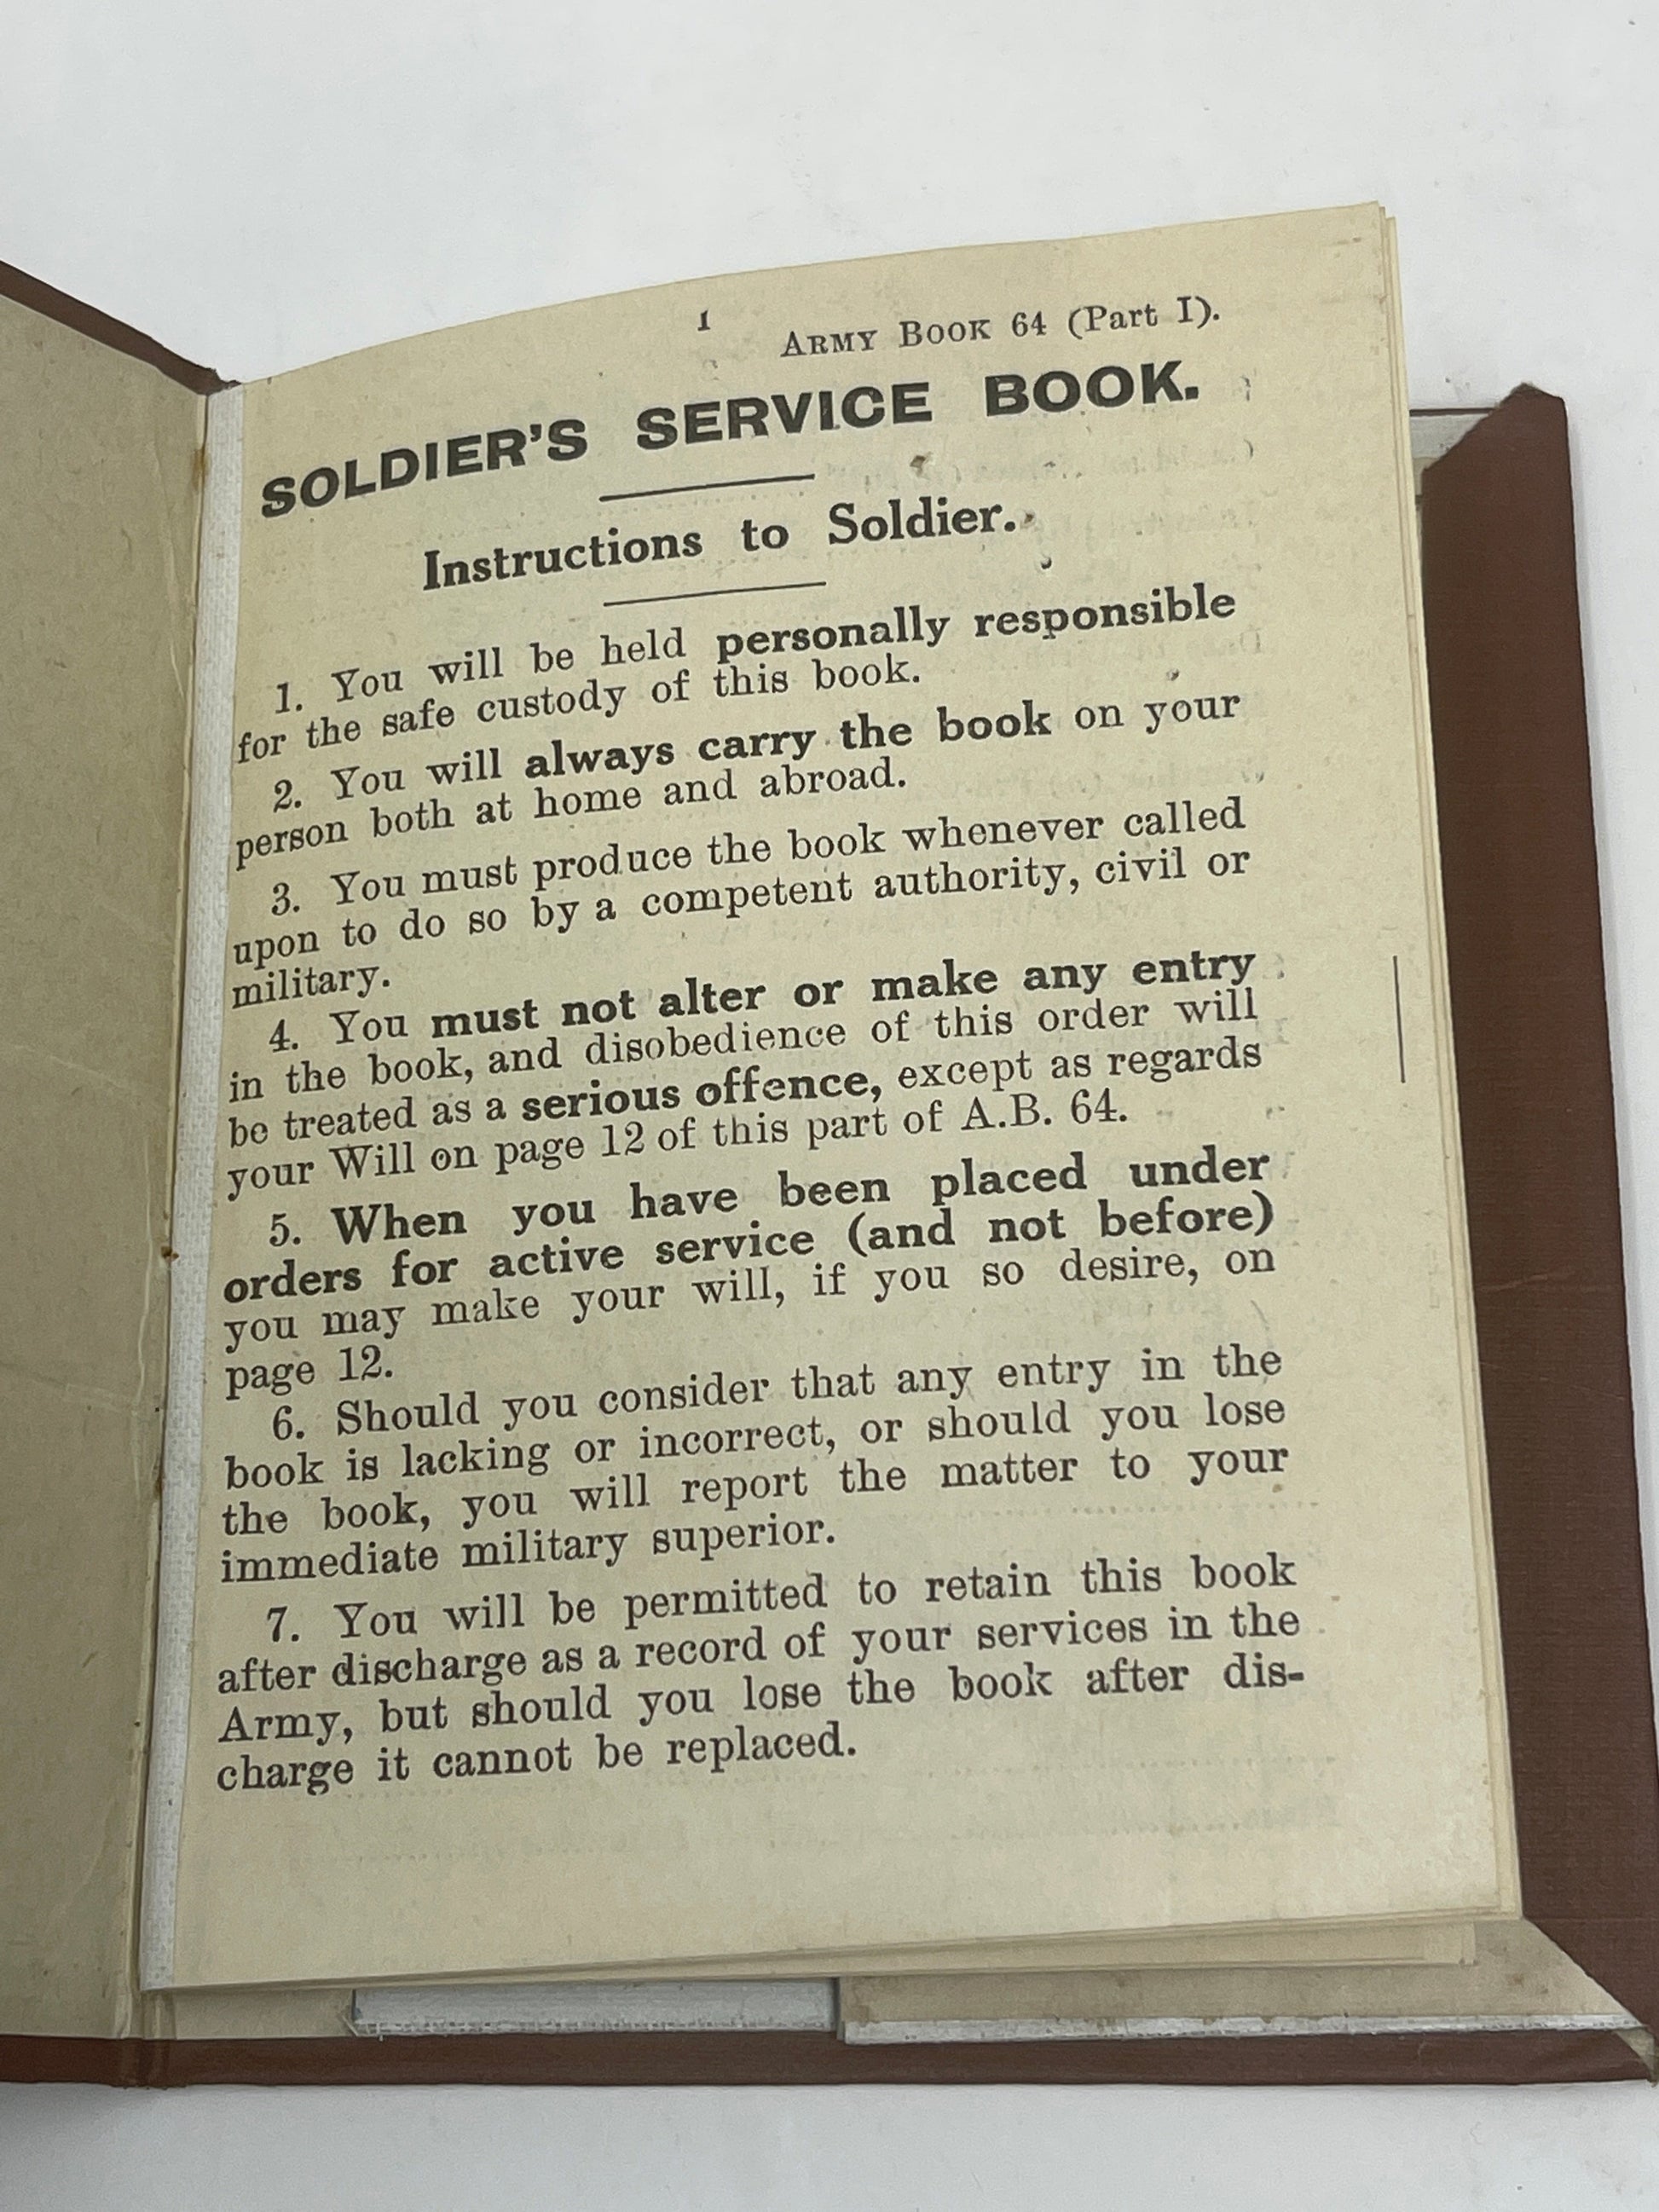 1
ARMY BOOK 64 (Part I).
SOLDIER'S SERVICE BOOK.
Instructions to Soldier.
1. You will be held personally responsible
for the safe custody of this book.
2. You will always carry the book on your
person both at home and abroad.
3. You must produce the book whenever called
upon to do so by a competent authority, civil or
military.
4. You must not alter or make any entry
in the book, and disobedience of this order will
be treated as a serious offence, except as regards
your Will on page 12 of this part of A.B. 64.
5. When you have been placed under
orders for active service (and not before)
you may make your will, if you so desire, on
page 12.
6. Should you consider that any entry in the
book is lacking or incorrect, or should you lose
the book, you will report the matter to your
immediate military superior.
7. You will be permitted to retain this book
after discharge as a record of your services in the
Army, but should you lose the book after dis-
charge it cannot be replaced.